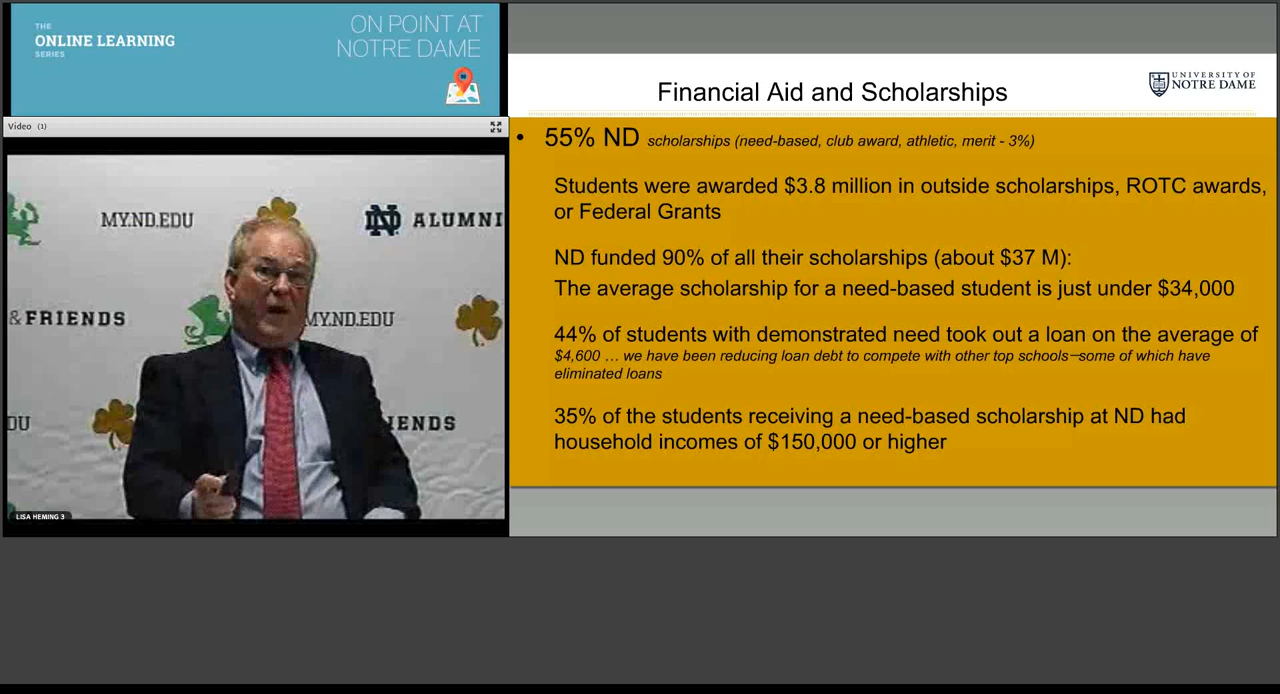 THE
ONLINE LEARNING
SERIES
ON POINT AT
NOTRE DAME
Video (1)
MY.ND.EDU
ND ALUMNI
& FRIENDS
MY.ND.EDU
DU
IENDS
LISA HEMING 3
Financial Aid and Scholarships
UNIVERSITY OF
NOTRE DAME
• 55% ND scholarships (need-based, club award, athletic, merit - 3%)
Students were awarded $3.8 million in outside scholarships, ROTC awards,
or Federal Grants
ND funded 90% of all their scholarships (about $37 M):
The average scholarship for a need-based student is just under $34,000
44% of students with demonstrated need took out a loan on the average of
$4,600 … we have been reducing loan debt to compete with other top schools—some of which have
eliminated loans
35% of the students receiving a need-based scholarship at ND had
household incomes of $150,000 or higher